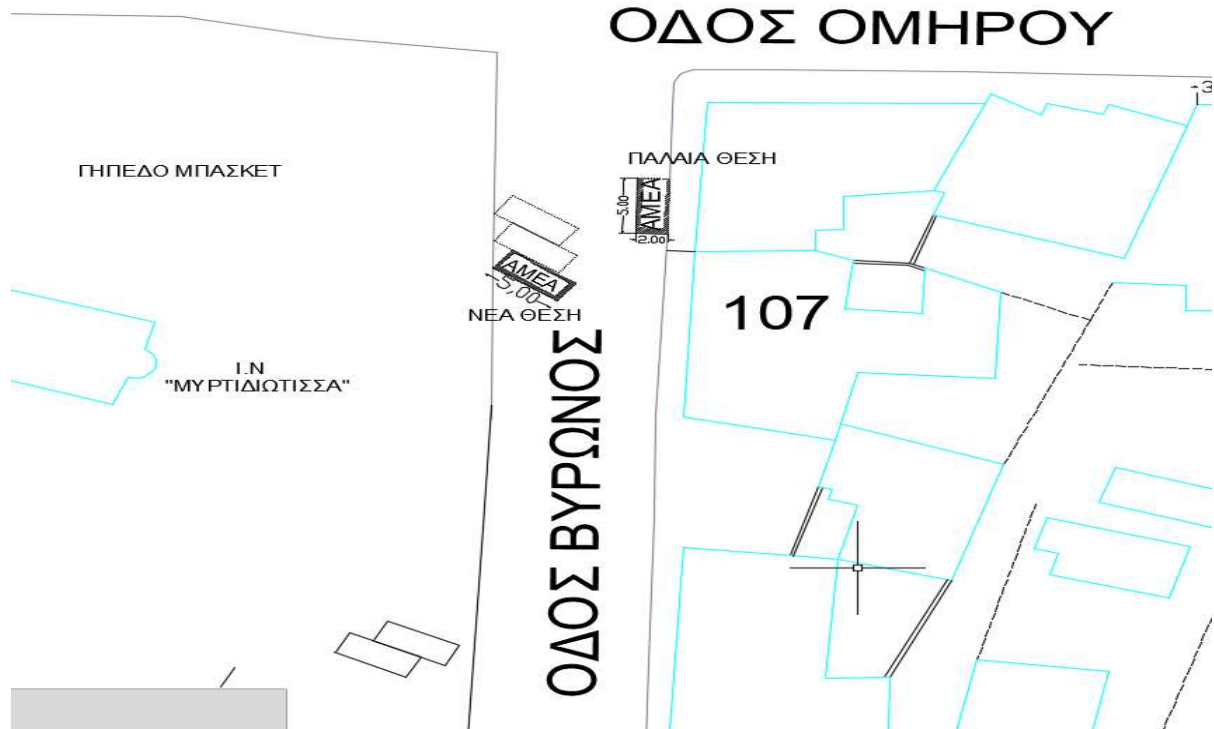 ΟΔΟΣ ΟΜΗΡΟΥ
ΓΗΠΕΔΟ ΜΠΑΣΚΕΤ
ΠΑΛΑΙΑ ΘΕΣΗ
5.00
ΑΜΕΑ
2.00
ΑΜΕΑ
5,00
ΝΕΑ ΘΕΣΗ
107
Ι.Ν
"ΜΥΡΤΙΔΙΩΤΙΣΣΑ"
ΟΔΟΣ ΒΥΡΩΝΟΣ